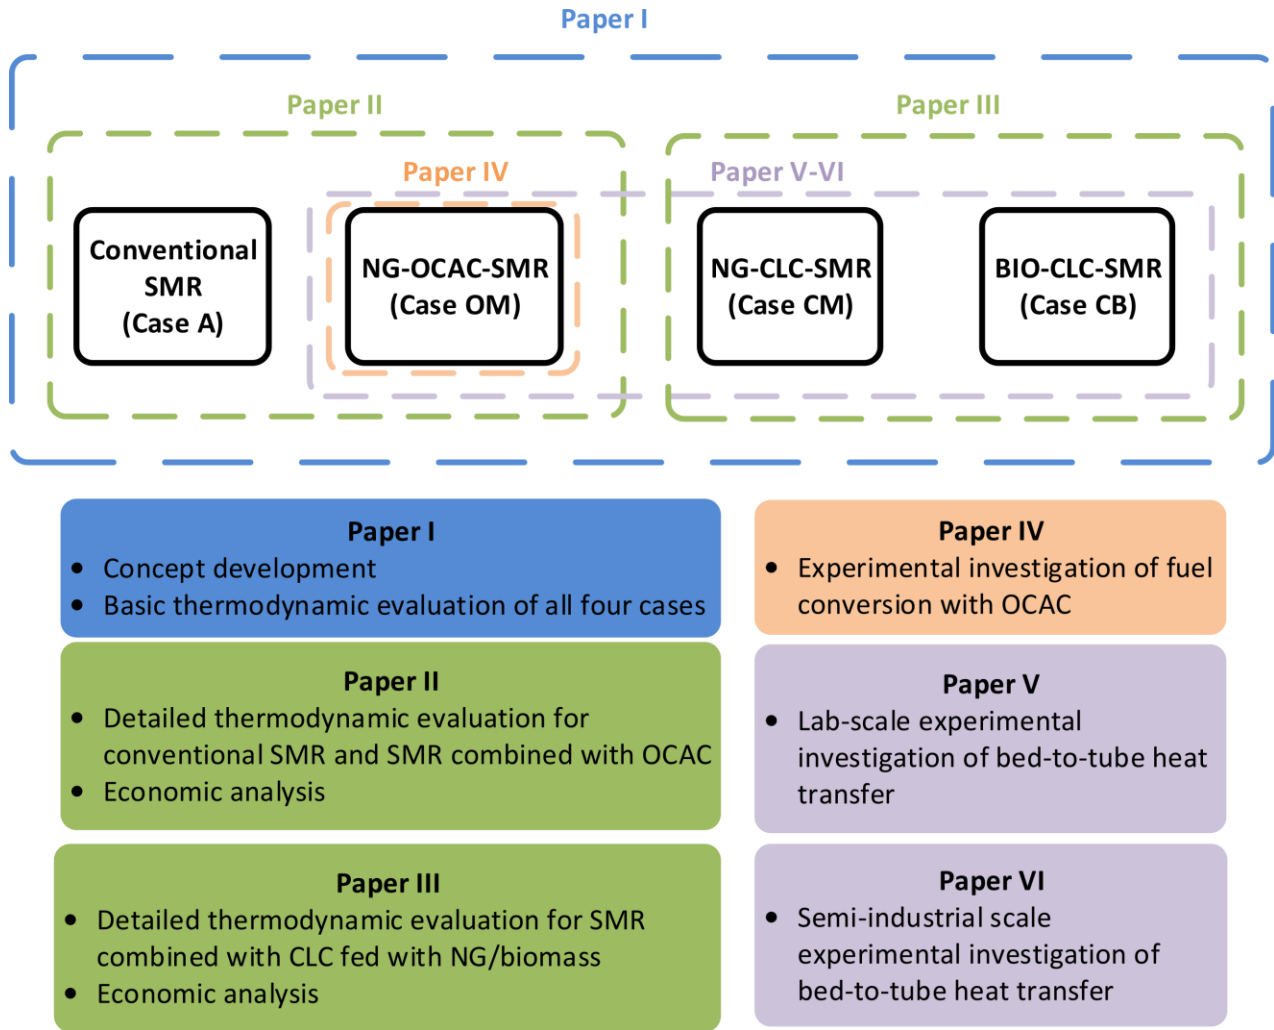 Paper I
Paper II
Paper III
Paper IV
Paper V-VI
Conventional
SMR
(Case A)
NG-OCAC-SMR
(Case OM)
NG-CLC-SMR
(Case CM)
BIO-CLC-SMR
(Case CB)
Paper I
• Concept development
• Basic thermodynamic evaluation of all four cases
Paper II
• Detailed thermodynamic evaluation for
conventional SMR and SMR combined with OCAC
• Economic analysis
Paper III
• Detailed thermodynamic evaluation for SMR
combined with CLC fed with NG/biomass
• Economic analysis
Paper IV
• Experimental investigation of fuel
conversion with OCAC
Paper V
• Lab-scale experimental
investigation of bed-to-tube heat
transfer
Paper VI
• Semi-industrial scale
experimental investigation of
bed-to-tube heat transfer